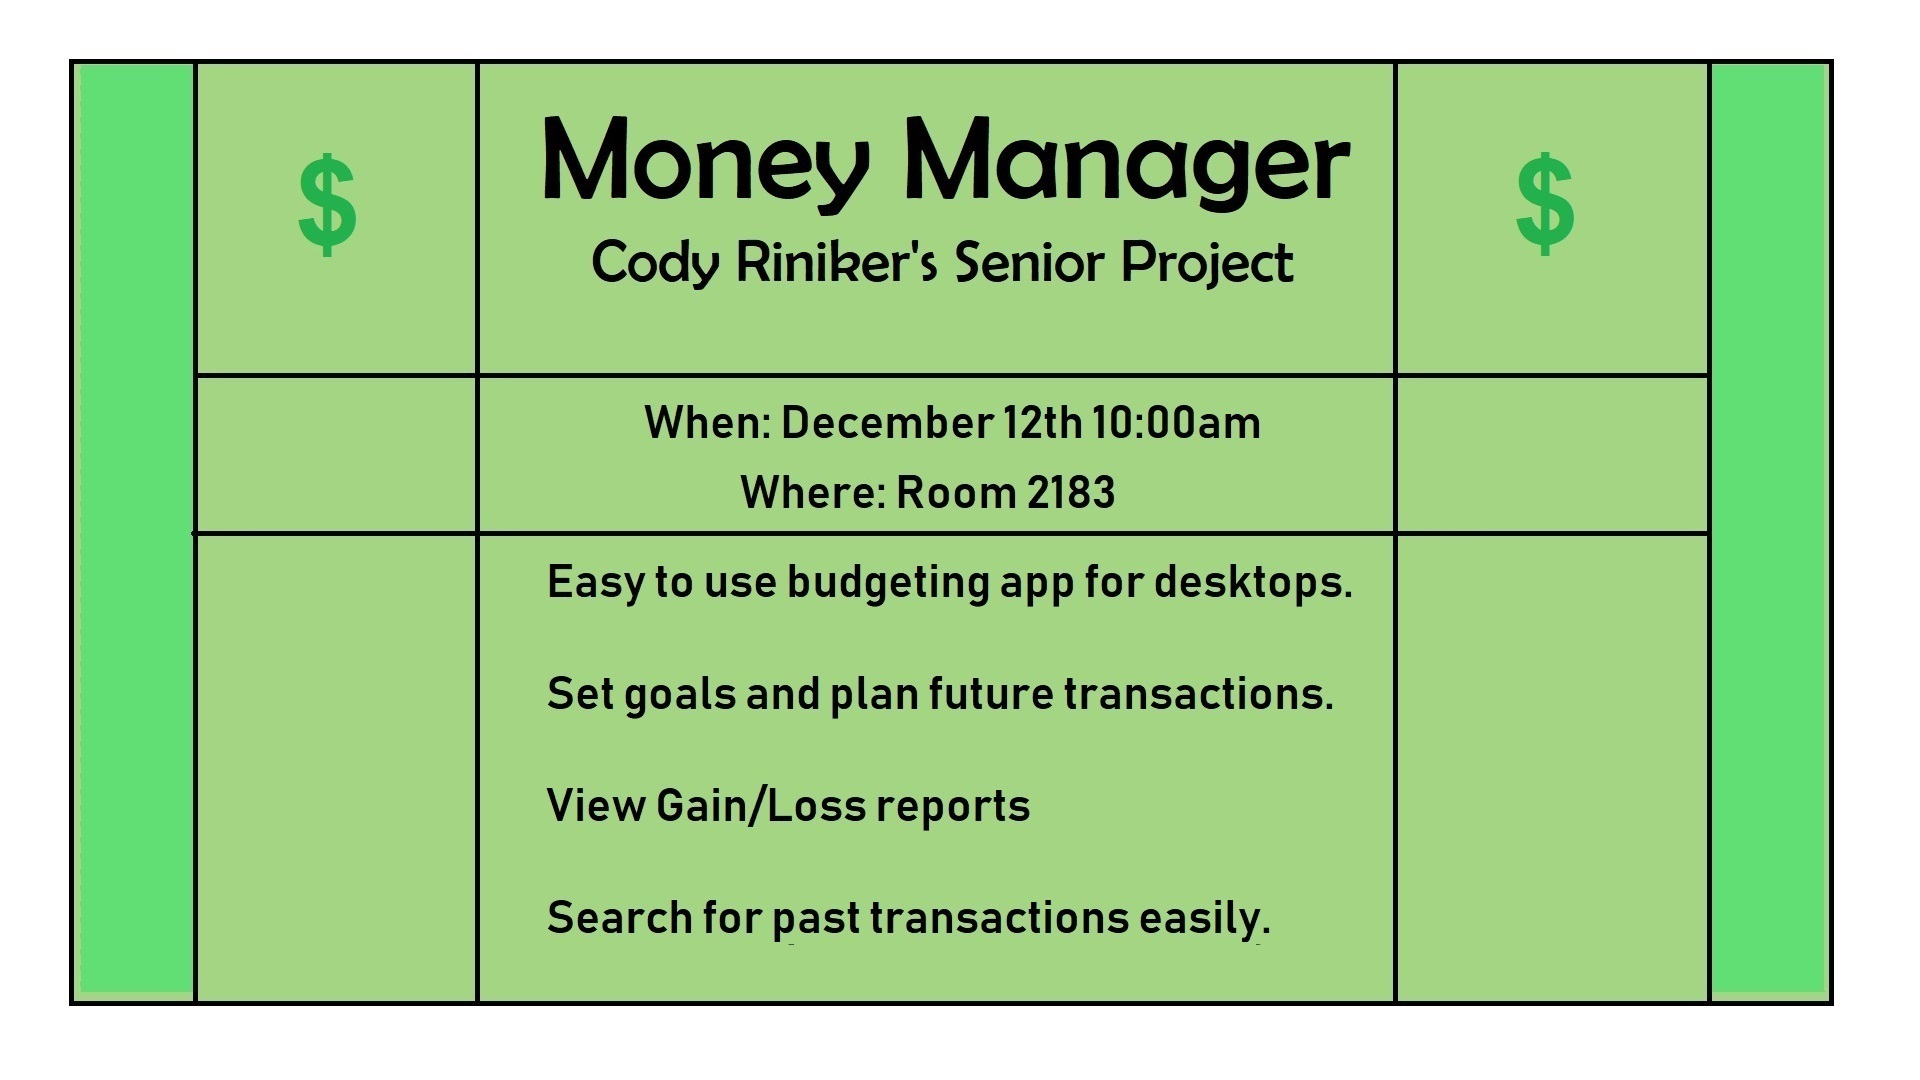 $ Money Manager $
Cody Riniker's Senior Project
When: December 12th 10:00am
Where: Room 2183
Easy to use budgeting app for desktops.
Set goals and plan future transactions.
View Gain/Loss reports
Search for past transactions easily.